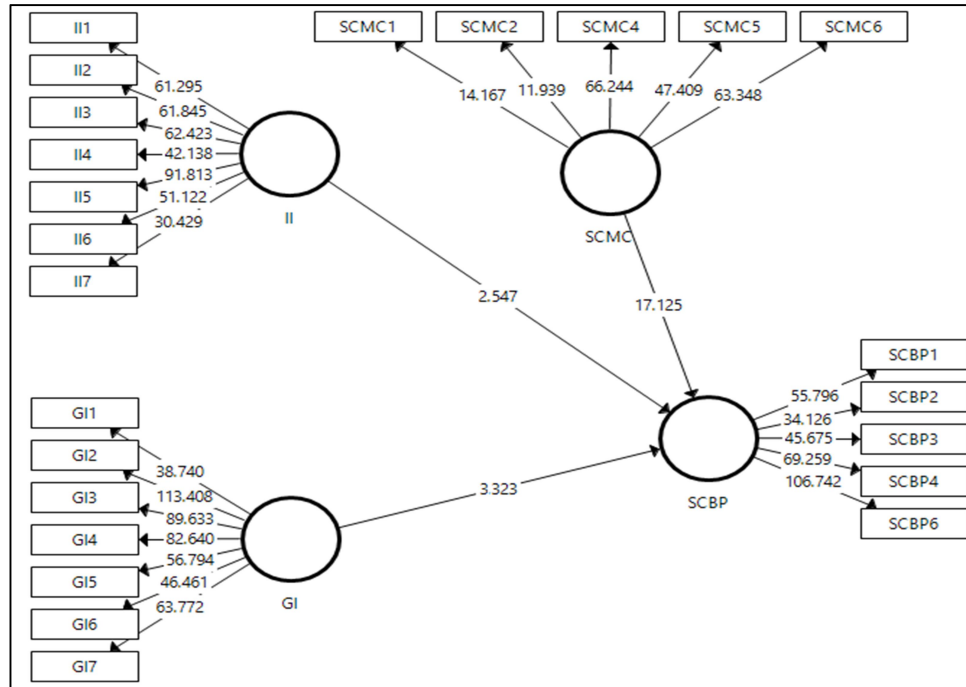 II1
II2
II3
II4
II5
II6
II7
61.295
61.845
62.423
42.138
91.813
51.122
30.429
II
SCMC1
SCMC2
SCMC4
SCMC5
SCMC6
14.167
11.939
66.244
47.409
63.348
SCMC
2.547
17.125
GI1
GI2
GI3
GI4
GI5
GI6
GI7
38.740
113.408
89.633
82.640
56.794
46.461
63.772
GI
3.323
SCBP
55.796
34.126
45.675
69.259
106.742
SCBP1
SCBP2
SCBP3
SCBP4
SCBP6